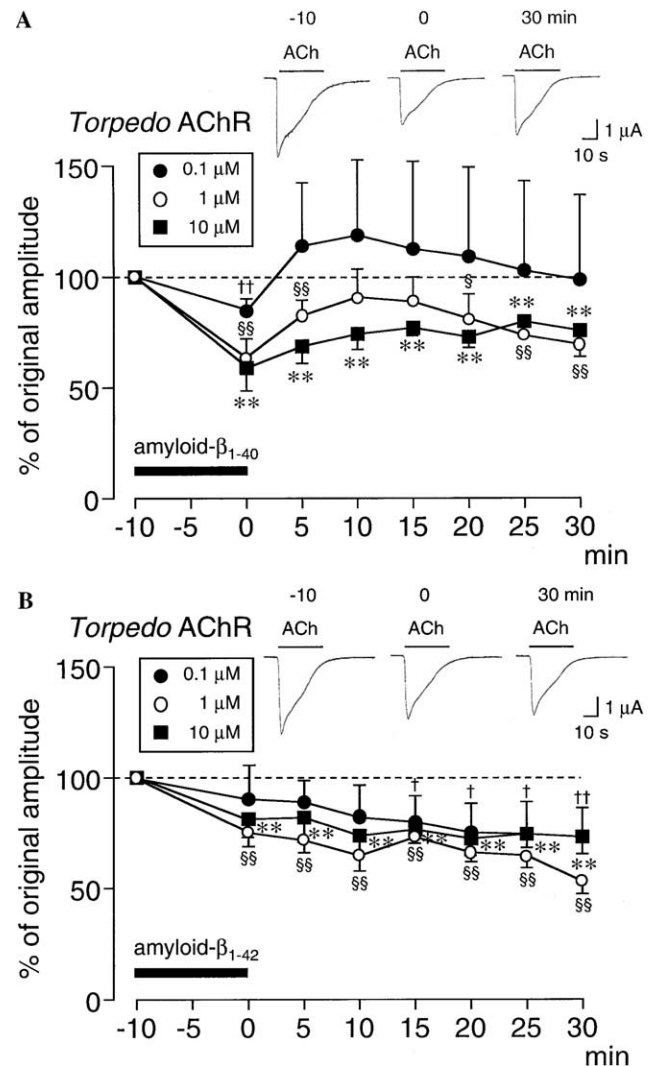 A
-10 0 30 min
ACh ACh ACh
Torpedo AChR
1 μA
10 s
0.1 μM
1 μM
10 μM
% of original amplitude
150
100
50
0
†† §§ § ** **
§§ ** ** ** ** §§ §§
**
amyloid-β1-40
-10 -5 0 5 10 15 20 25 30
min
B
-10 0 30 min
ACh ACh ACh
Torpedo AChR
1 μA
10 s
0.1 μM
1 μM
10 μM
% of original amplitude
150
100
50
0
† † † ††
** ** ** ** ** ** **
§§ §§ §§ §§ §§ §§ §§
amyloid-β1-42
-10 -5 0 5 10 15 20 25 30
min